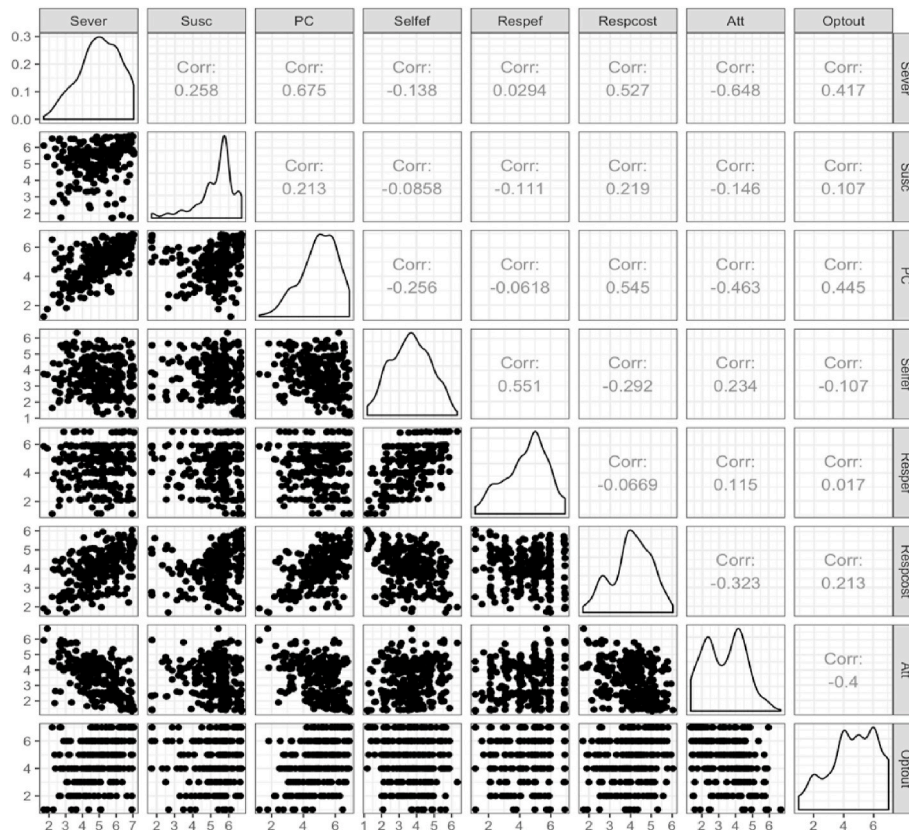 Sever Susc PC Selfef Respef Respcost Att Optout
0.3
0.2
0.1
0.0
Corr: Corr: Corr: Corr: Corr: Corr: Corr:
0.258 0.675 -0.138 0.0294 0.527 -0.648 0.417
Sever
6
5
4
3
2
Corr: Corr: Corr: Corr: Corr: Corr:
0.213 -0.0858 -0.111 0.219 -0.146 0.107
Susc
6
4
2
Corr: Corr: Corr: Corr: Corr:
-0.256 -0.0618 0.545 -0.463 0.445
PC
6
5
4
3
2
1
Corr: Corr: Corr: Corr:
0.551 -0.292 0.234 -0.107
Selfef
6
4
2
Corr: Corr: Corr:
-0.0669 0.115 0.017
Respef
6
5
4
3
2
Corr: Corr:
-0.323 0.213
Respcost
6
5
4
3
2
1
Corr:
-0.4
Att
6
4
2
Optout
2 3 4 5 6 7 2 3 4 5 6 2 4 6 1 2 3 4 5 6 2 4 6 2 3 4 5 6 1 2 3 4 5 6 2 4 6